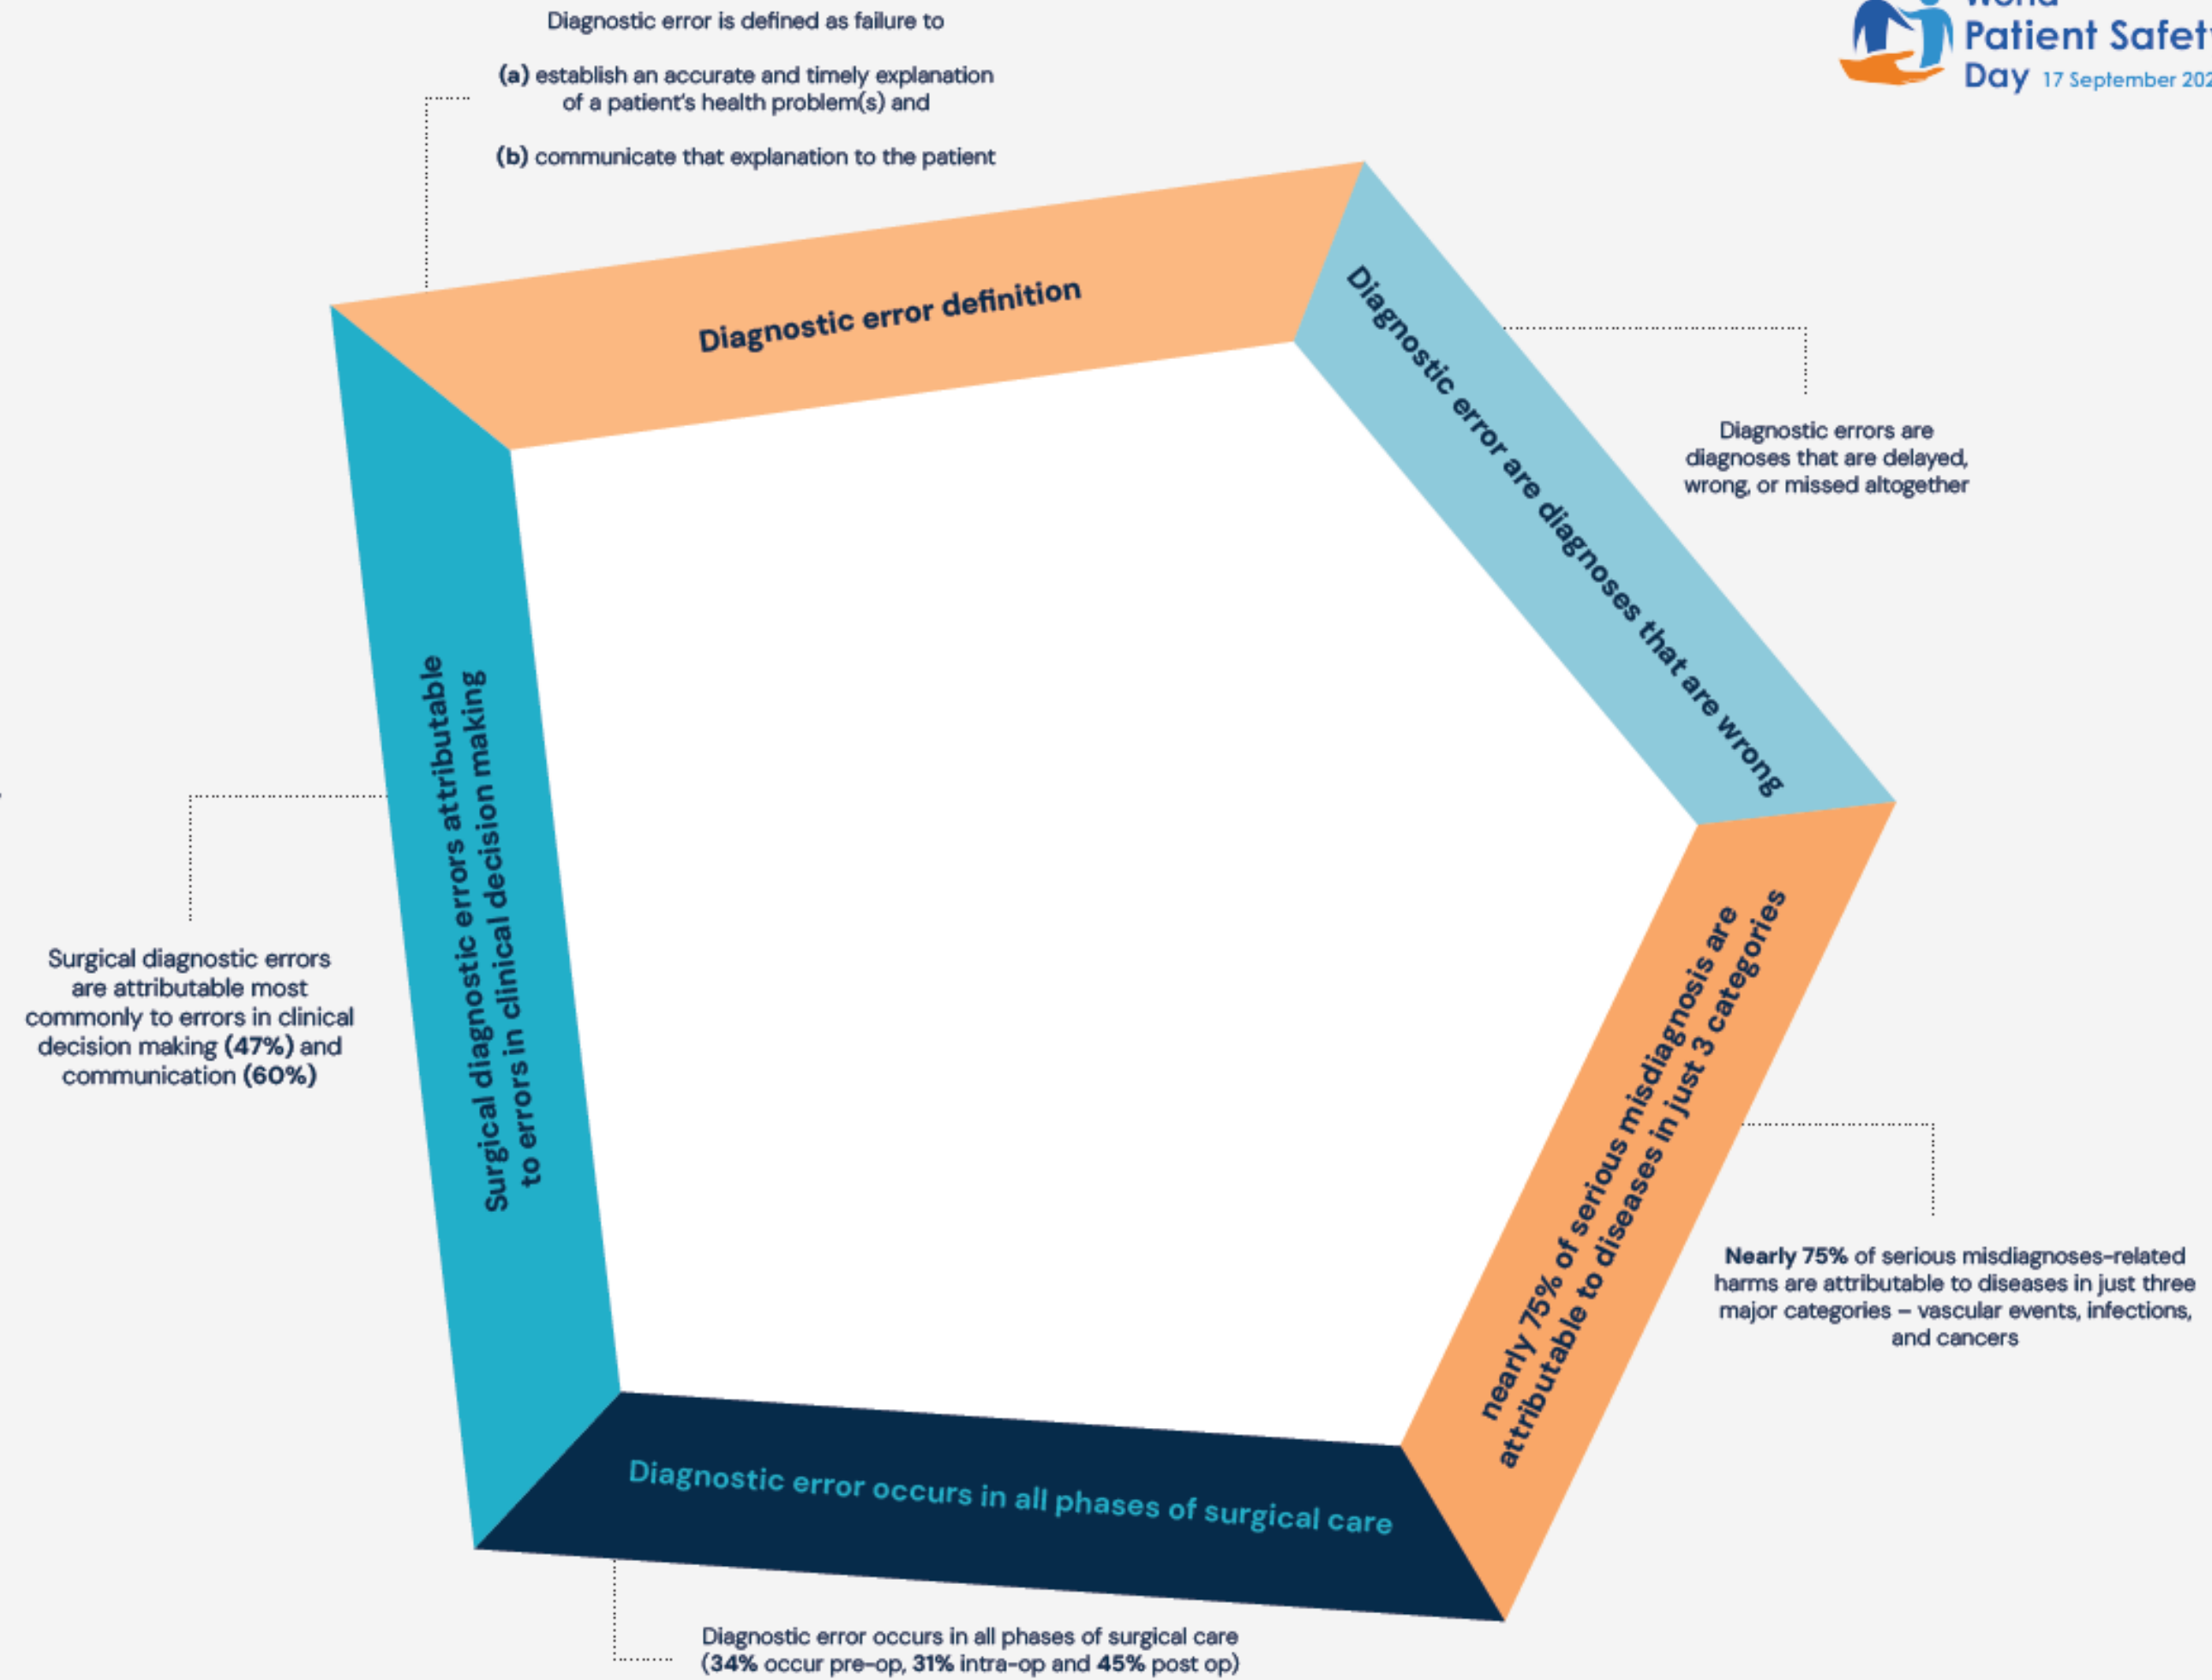 Diagnostic error is defined as failure to
(a) establish an accurate and timely explanation
of a patient's health problem(s) and
(b) communicate that explanation to the patient
Patient
Day 17 September
Diagnostic error definition
Diagnostic error are diagnoses that are wrong
Diagnostic errors are
diagnoses that are delayed,
wrong, or missed altogether
Surgical diagnostic errors attributable
to errors in clinical decision making
Surgical diagnostic errors
are attributable most
commonly to errors in clinical
decision making (47%) and
communication (60%)
nearly 75% of serious misdiagnosis are
attributable to diseases in just 3 categories
Nearly 75% of serious misdiagnoses-related
harms are attributable to diseases in just three
major categories – vascular events, infections,
and cancers
Diagnostic error occurs in all phases of surgical care
Diagnostic error occurs in all phases of surgical care
(34% occur pre-op, 31% intra-op and 45% post op)